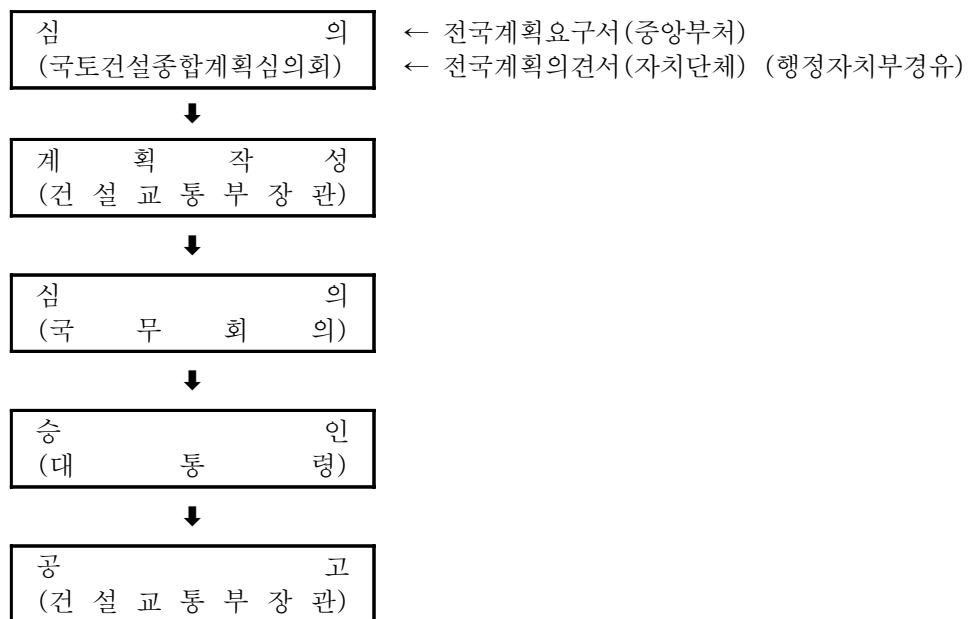 심 의 ← 전국계획요구서(중앙부처)
(국토건설종합계획심의회) ← 전국계획의견서(자치단체) (행정자치부경유)
⬇
계 획 작 성
(건 설 교 통 부 장 관)
⬇
심 의
(국 무 회 의)
⬇
승 인
(대 통 령)
⬇
공 고
(건 설 교 통 부 장 관)